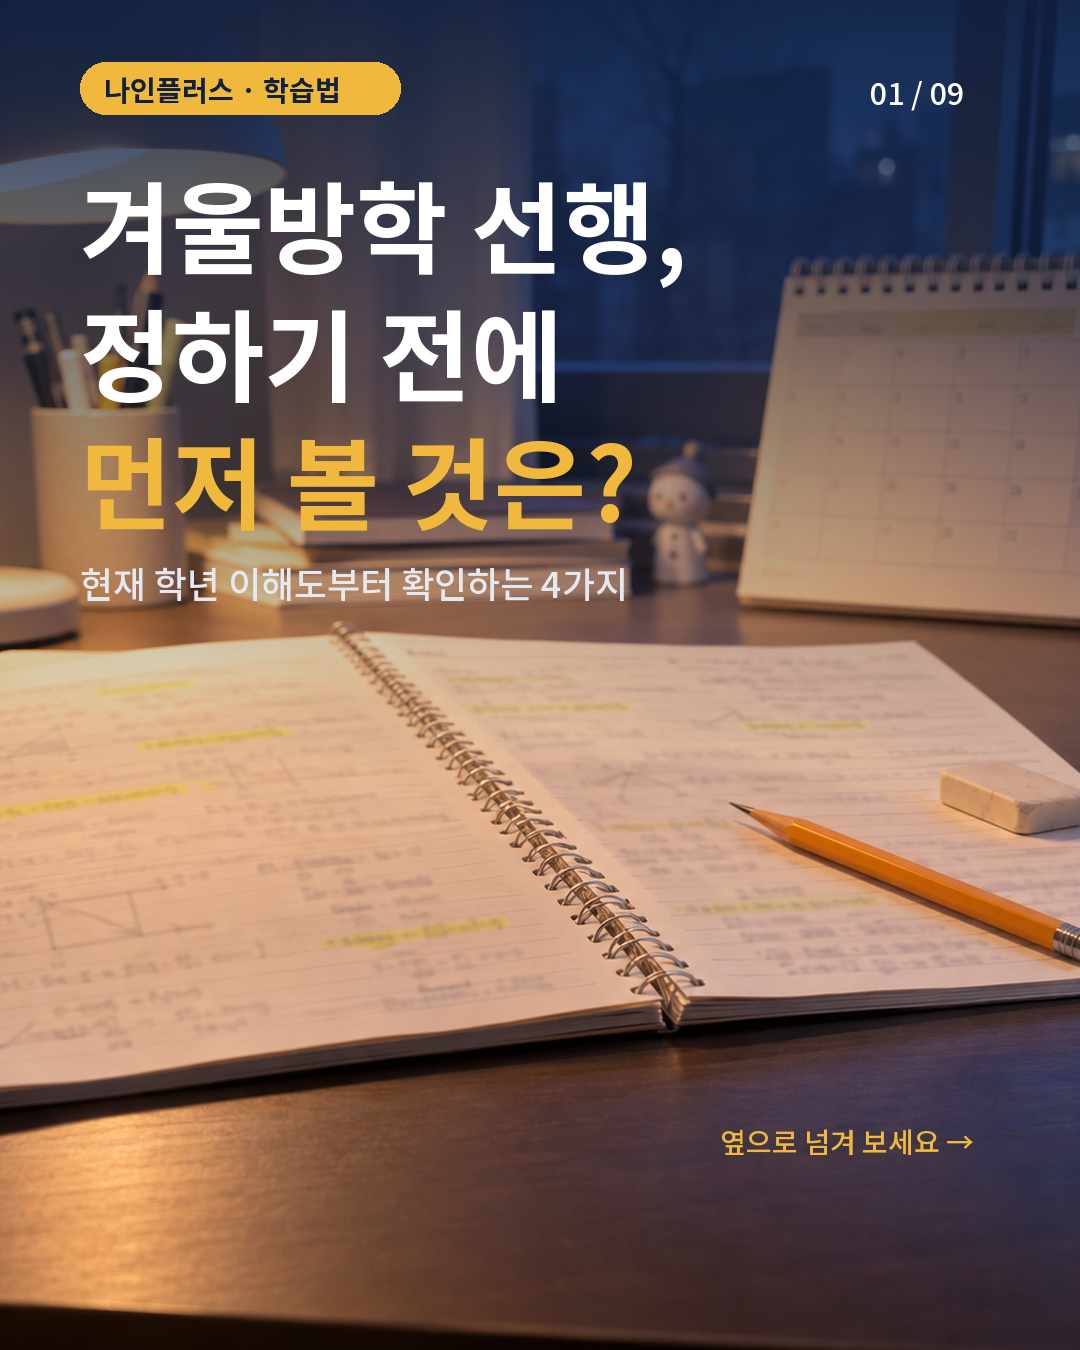 나인플러스 · 학습법
01 / 09
겨울방학 선행,
정하기 전에
먼저 볼 것은?
현재 학년 이해도부터 확인하는 4가지
옆으로 넘겨 보세요 →